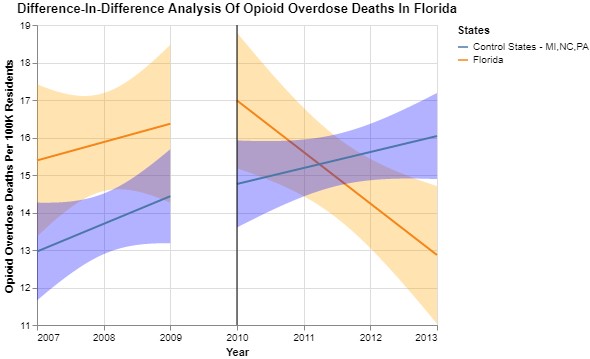 Difference-In-Difference Analysis Of Opioid Overdose Deaths In Florida
States
Control States - MI,NC,PA
Florida
Opioid Overdose Deaths Per 100K Residents
19
18
17
16
15
14
13
12
11
2007 2008 2009 2010 2011 2012 2013
Year